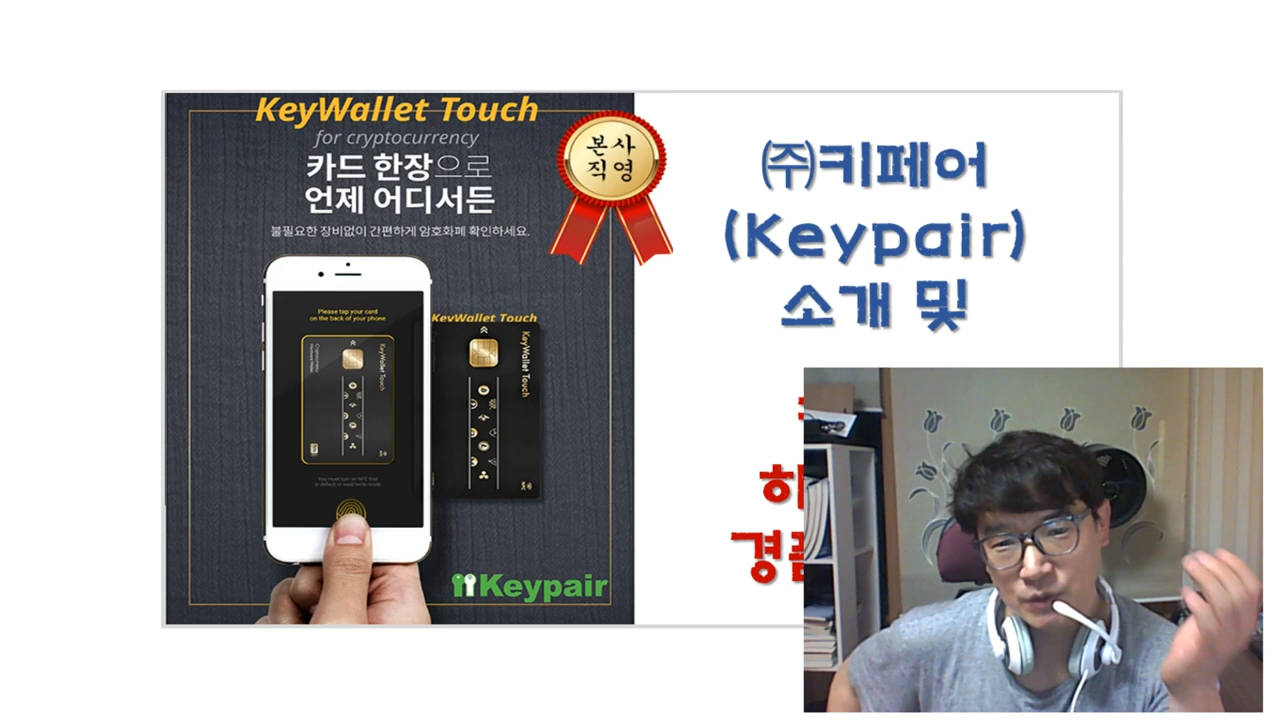 KeyWallet Touch
for cryptocurrency
카드 한장으로
언제 어디서든
불필요한 장비없이 간편하게 암호화폐 확인하세요.
본사
직영
Please tap your card
on the back of your phone
KeyWallet Touch
KeyWallet Touch
KeyWallet Touch
Keypair
㈜키페어
(Keypair)
소개 및